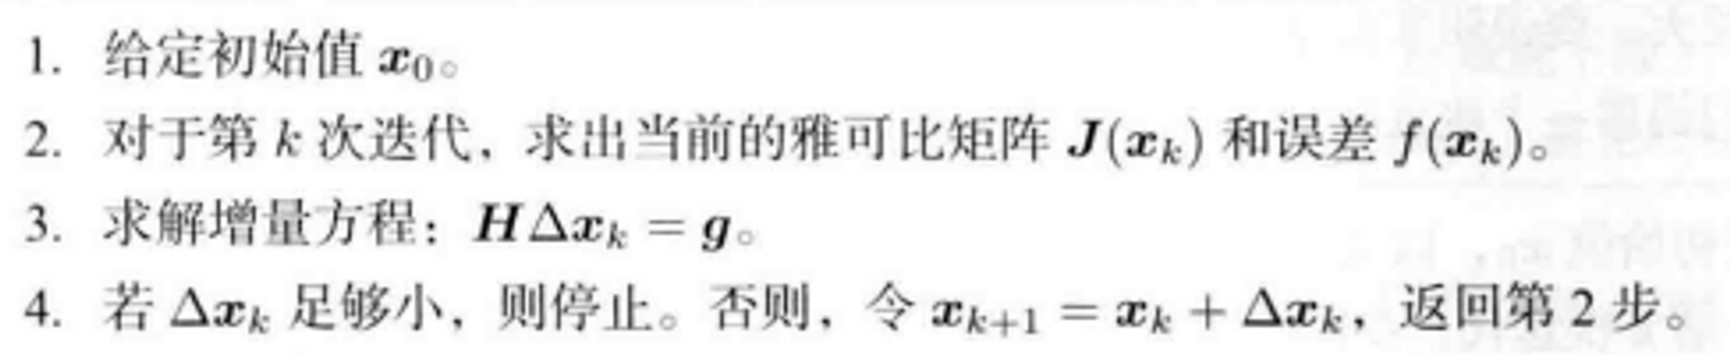 1. 给定初始值 x₀。
2. 对于第 k 次迭代，求出当前的雅可比矩阵 J(xₖ) 和误差 f(xₖ)。
3. 求解增量方程：HΔxₖ = g。
4. 若 Δxₖ 足够小，则停止。否则，令 xₖ₊₁ = xₖ + Δxₖ，返回第 2 步。